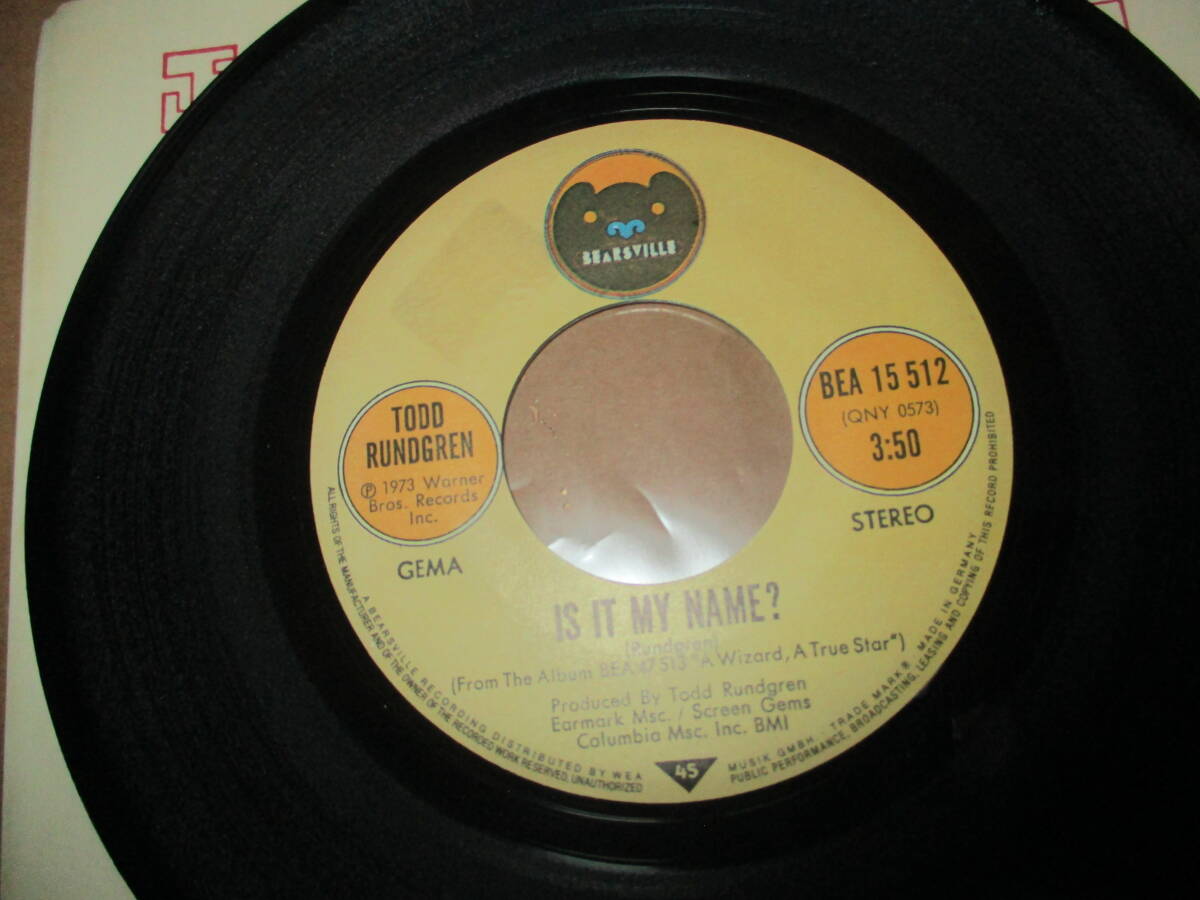 BEARSVILLE
TODD
RUNDGREN
℗ 1973 Warner
Bros. Records
Inc.
GEMA
BEA 15 512
(QNY 0573)
3:50
STEREO
IS IT MY NAME?
(Rundgren)
(From The Album BEA 47 513 "A Wizard, A True Star")
Produced By Todd Rundgren
Earmark Msc. / Screen Gems
Columbia Msc. Inc. BMI
45
A BEARSVILLE RECORDING DISTRIBUTED BY WEA MUSIK GMBH. TRADE MARK® MADE IN GERMANY
ALL RIGHTS OF THE MANUFACTURER AND OF THE OWNER OF THE RECORDED WORK RESERVED. UNAUTHORIZED PUBLIC PERFORMANCE, BROADCASTING, LEASING AND COPYING OF THIS RECORD PROHIBITED